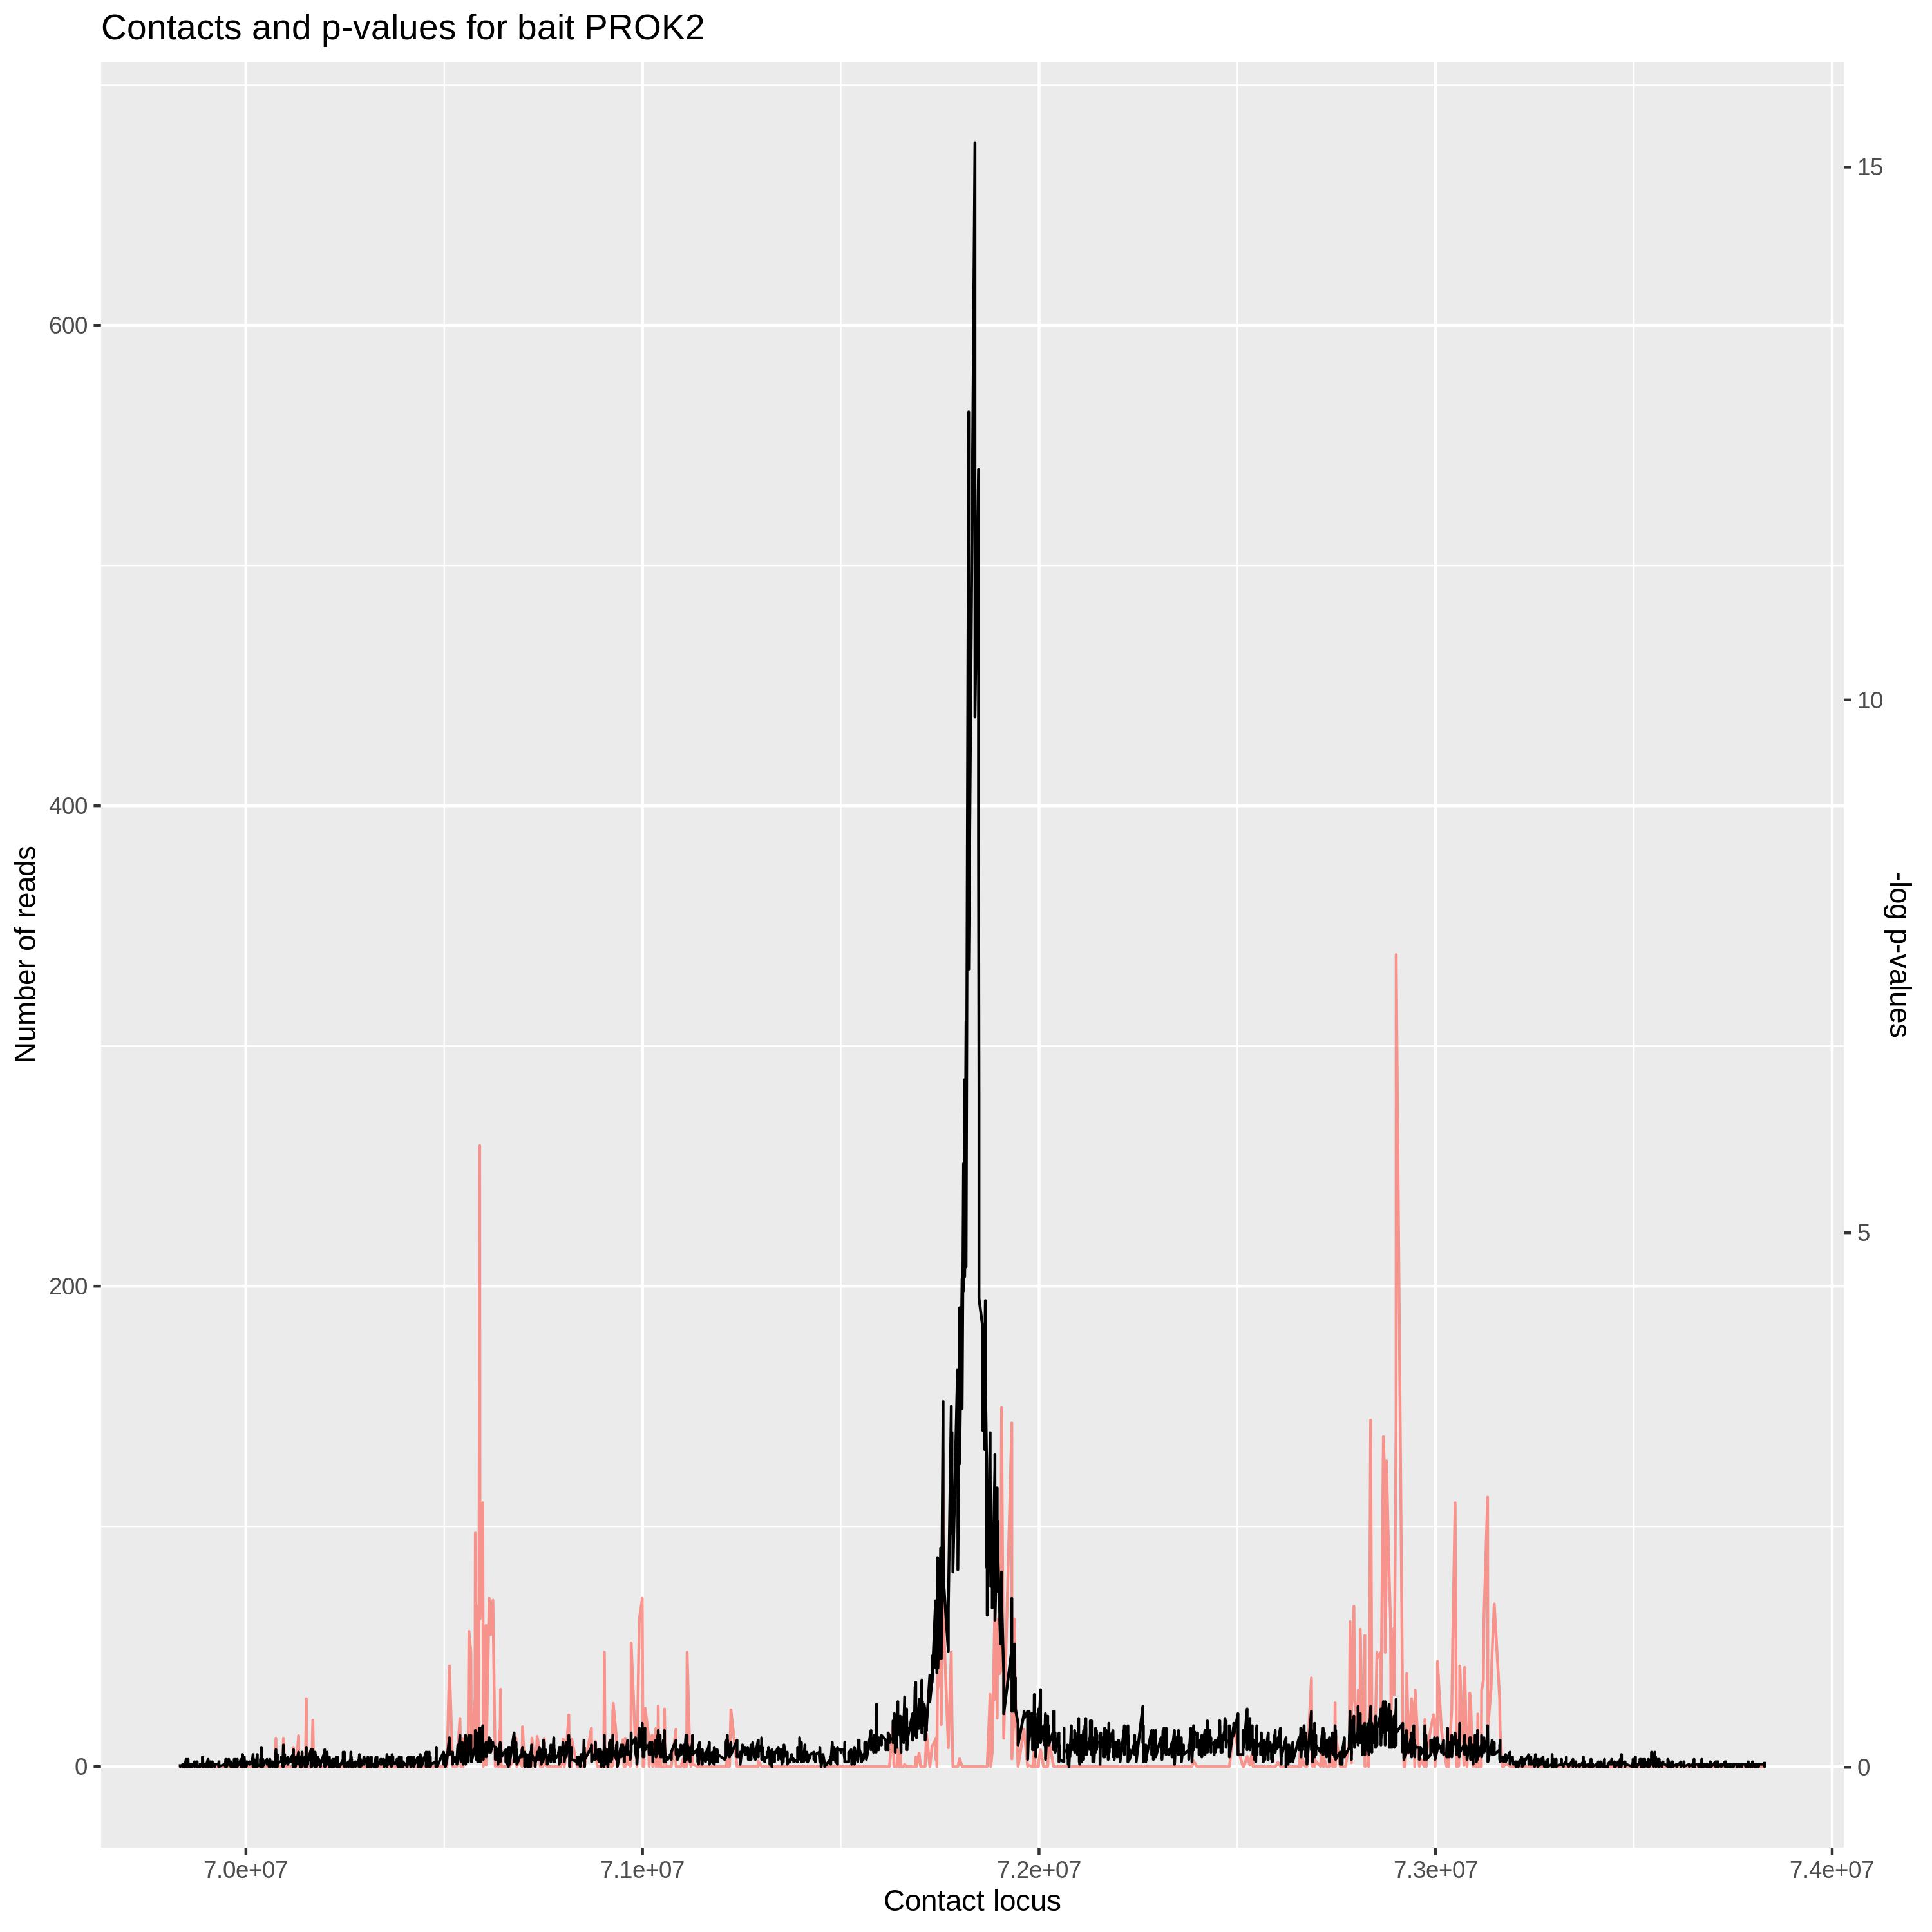 Contacts and p-values for bait PROK2
600
400
200
0
Number of reads
15
10
5
0
-log p-values
7.0e+07
7.1e+07
7.2e+07
7.3e+07
7.4e+07
Contact locus